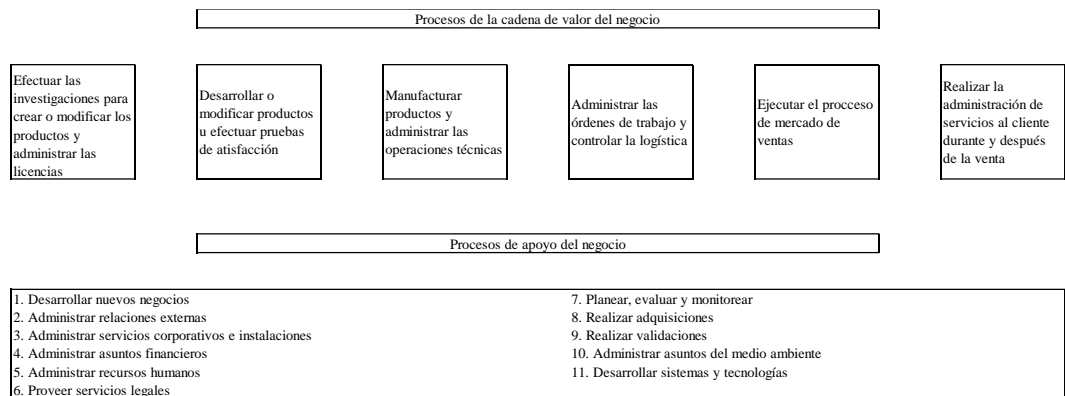 Procesos de la cadena de valor del negocio
Efectuar las
investigaciones para
crear o modificar los
productos y
administrar las
licencias
Desarrollar o
modificar productos
u efectuar pruebas
de atisfacción
Manufacturar
productos y
administrar las
operaciones técnicas
Administrar las
órdenes de trabajo y
controlar la logística
Ejecutar el procceso
de mercado de
ventas
Realizar la
administración de
servicios al cliente
durante y después
de la venta
Procesos de apoyo del negocio
1. Desarrollar nuevos negocios
2. Administrar relaciones externas
3. Administrar servicios corporativos e instalaciones
4. Administrar asuntos financieros
5. Administrar recursos humanos
6. Proveer servicios legales
7. Planear, evaluar y monitorear
8. Realizar adquisiciones
9. Realizar validaciones
10. Administrar asuntos del medio ambiente
11. Desarrollar sistemas y tecnologías